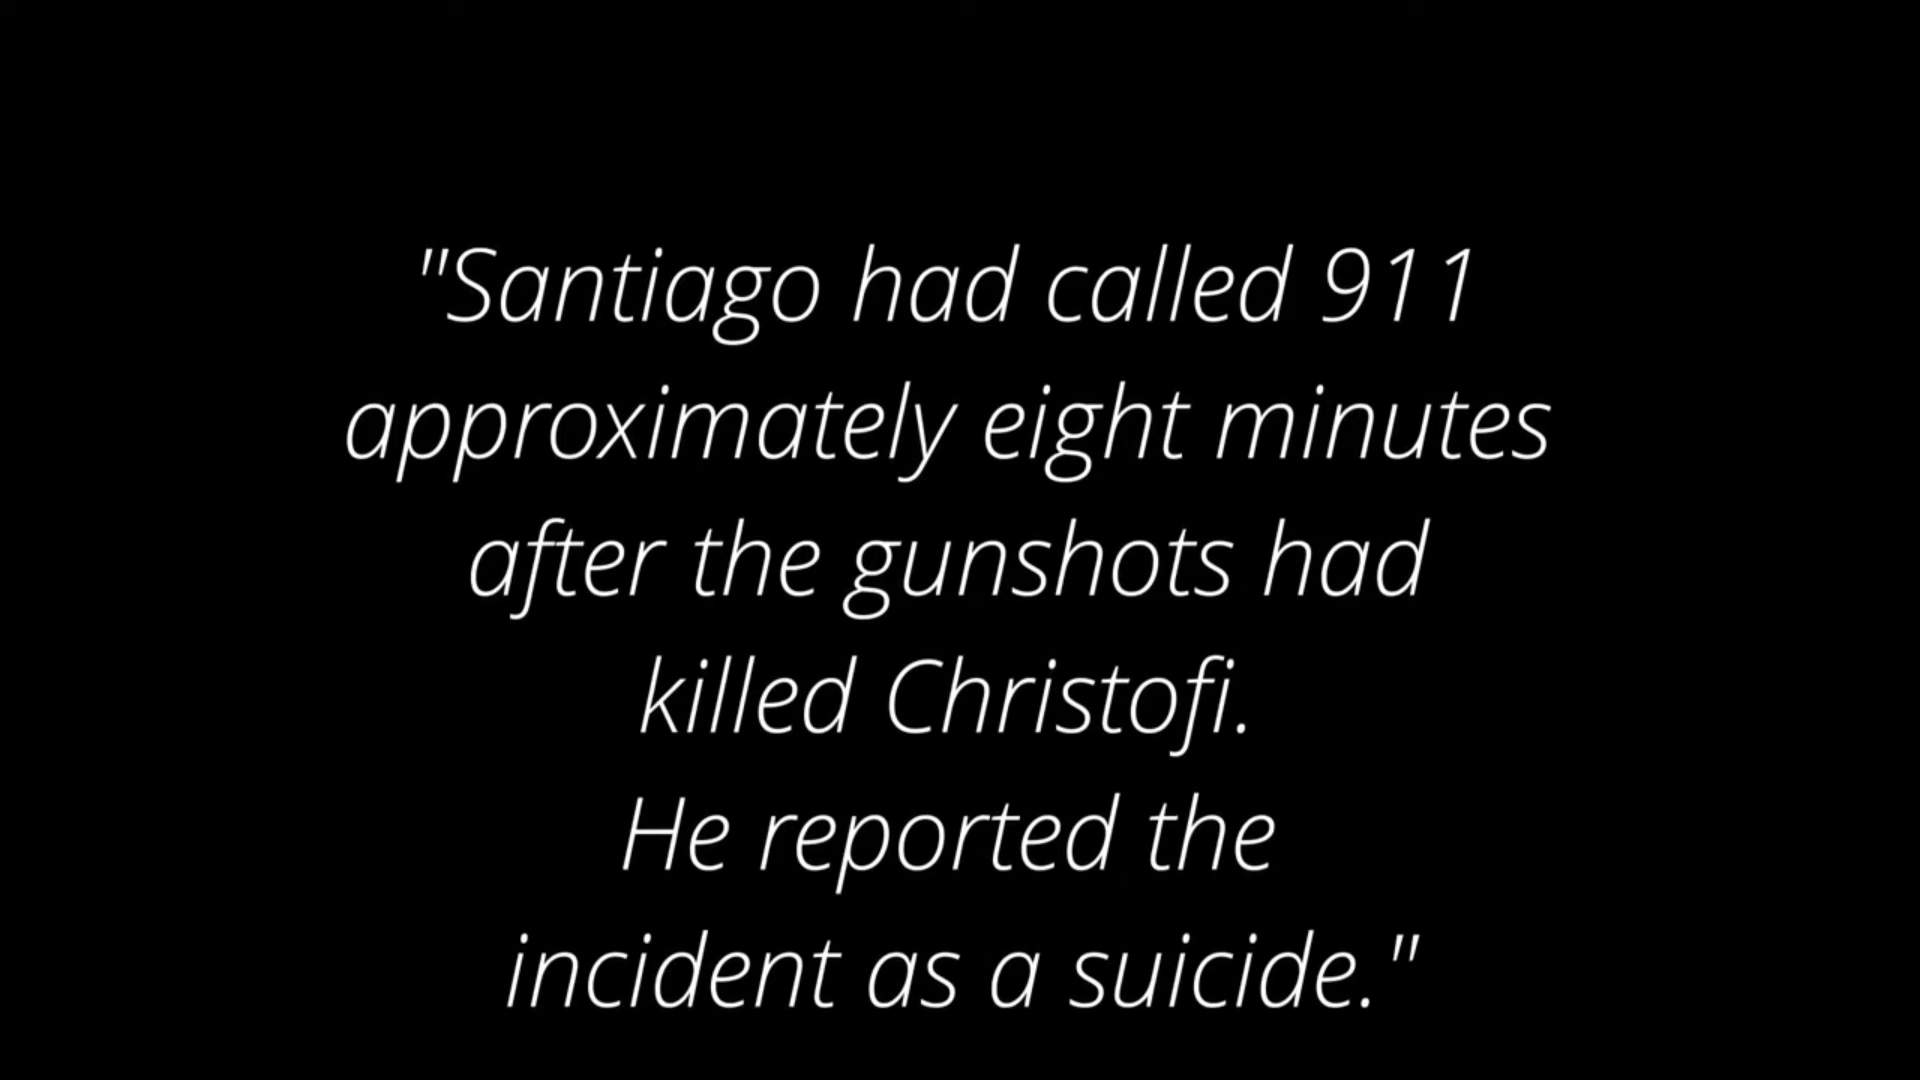 "Santiago had called 911
approximately eight minutes
after the gunshots had
killed Christofi.
He reported the
incident as a suicide."